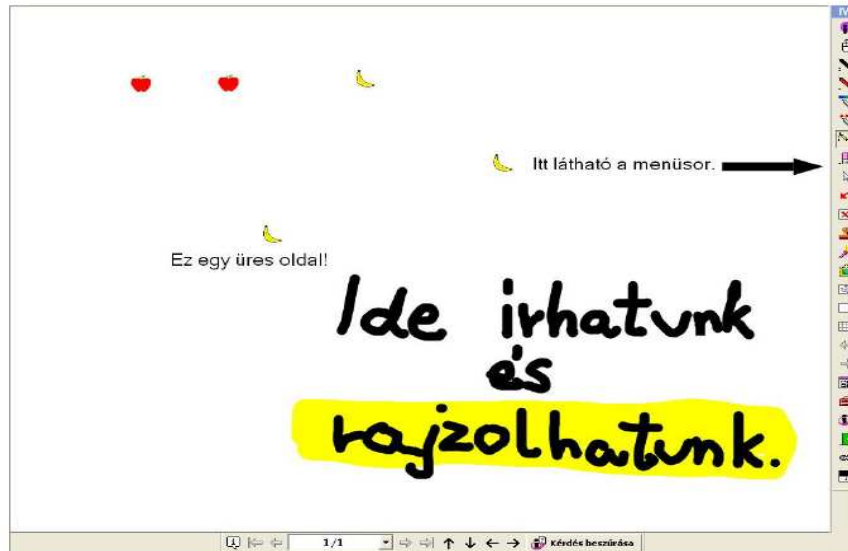 Itt látható a menüsor.
Ez egy üres oldal!
Ide irhatunk
és
rajzolhatunk.
1/1
Kérdés beszúrása